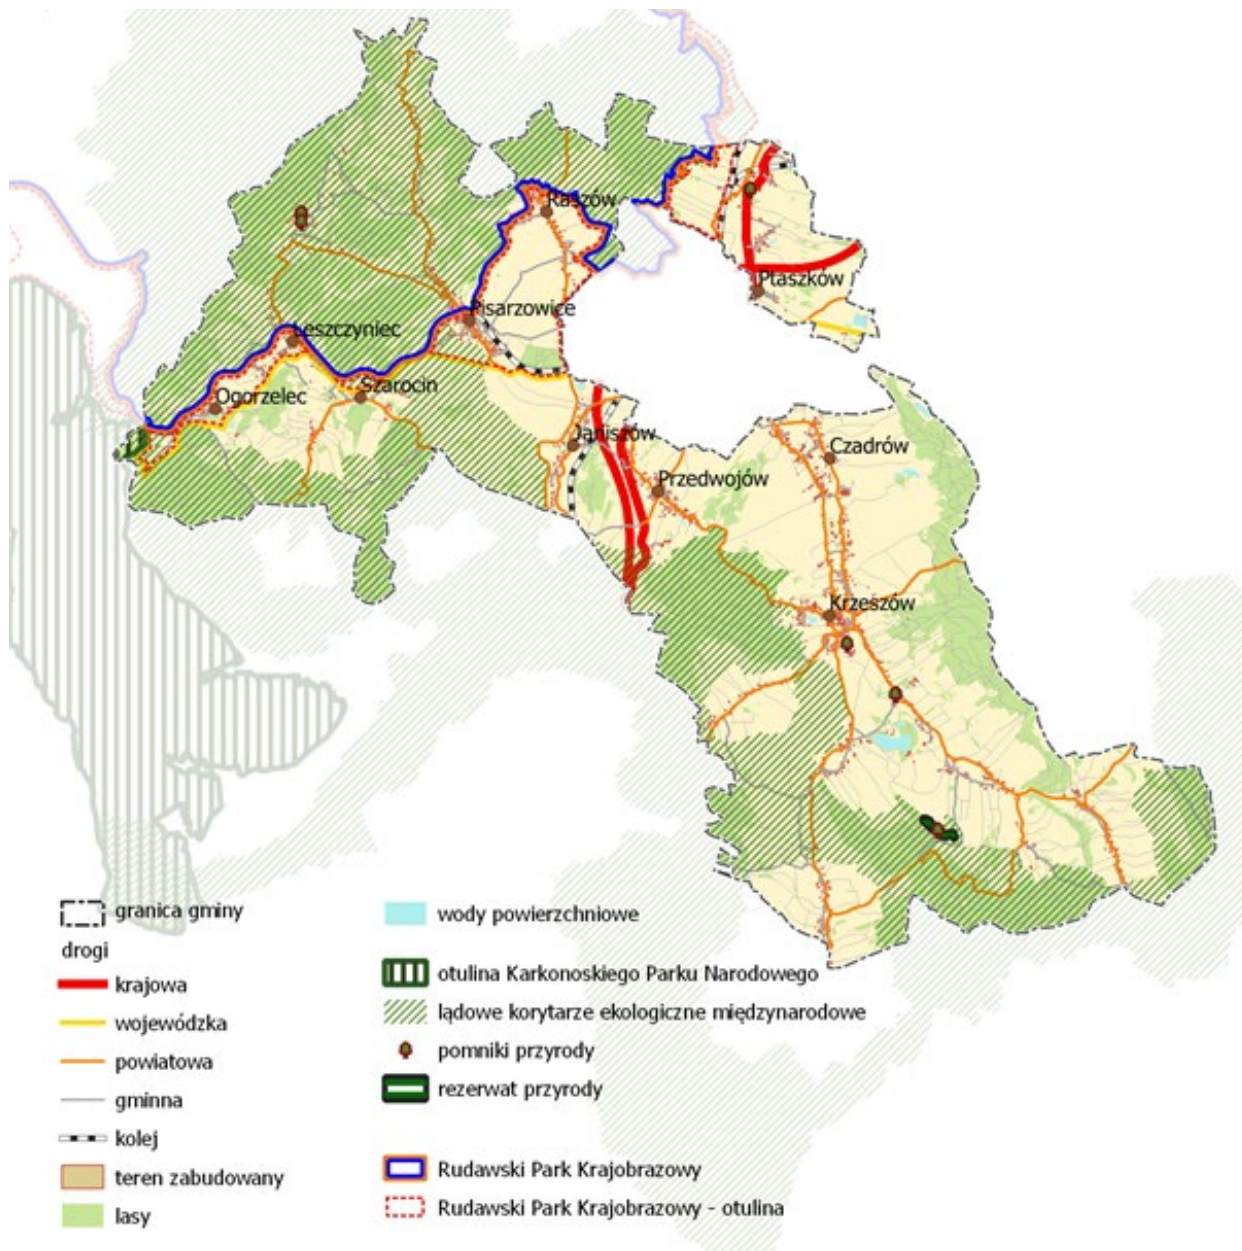 Raszów
Ptaszków
Pisarzowice
Leszczyniec
Szarocin
Ogorzelec
Janiszów
Czadrów
Przedwojów
Krzeszów
granica gminy
drogi
krajowa
wojewódzka
powiatowa
gminna
kolej
teren zabudowany
lasy
wody powierzchniowe
otulina Karkonoskiego Parku Narodowego
lądowe korytarze ekologiczne międzynarodowe
pomniki przyrody
rezerwat przyrody
Rudawski Park Krajobrazowy
Rudawski Park Krajobrazowy - otulina